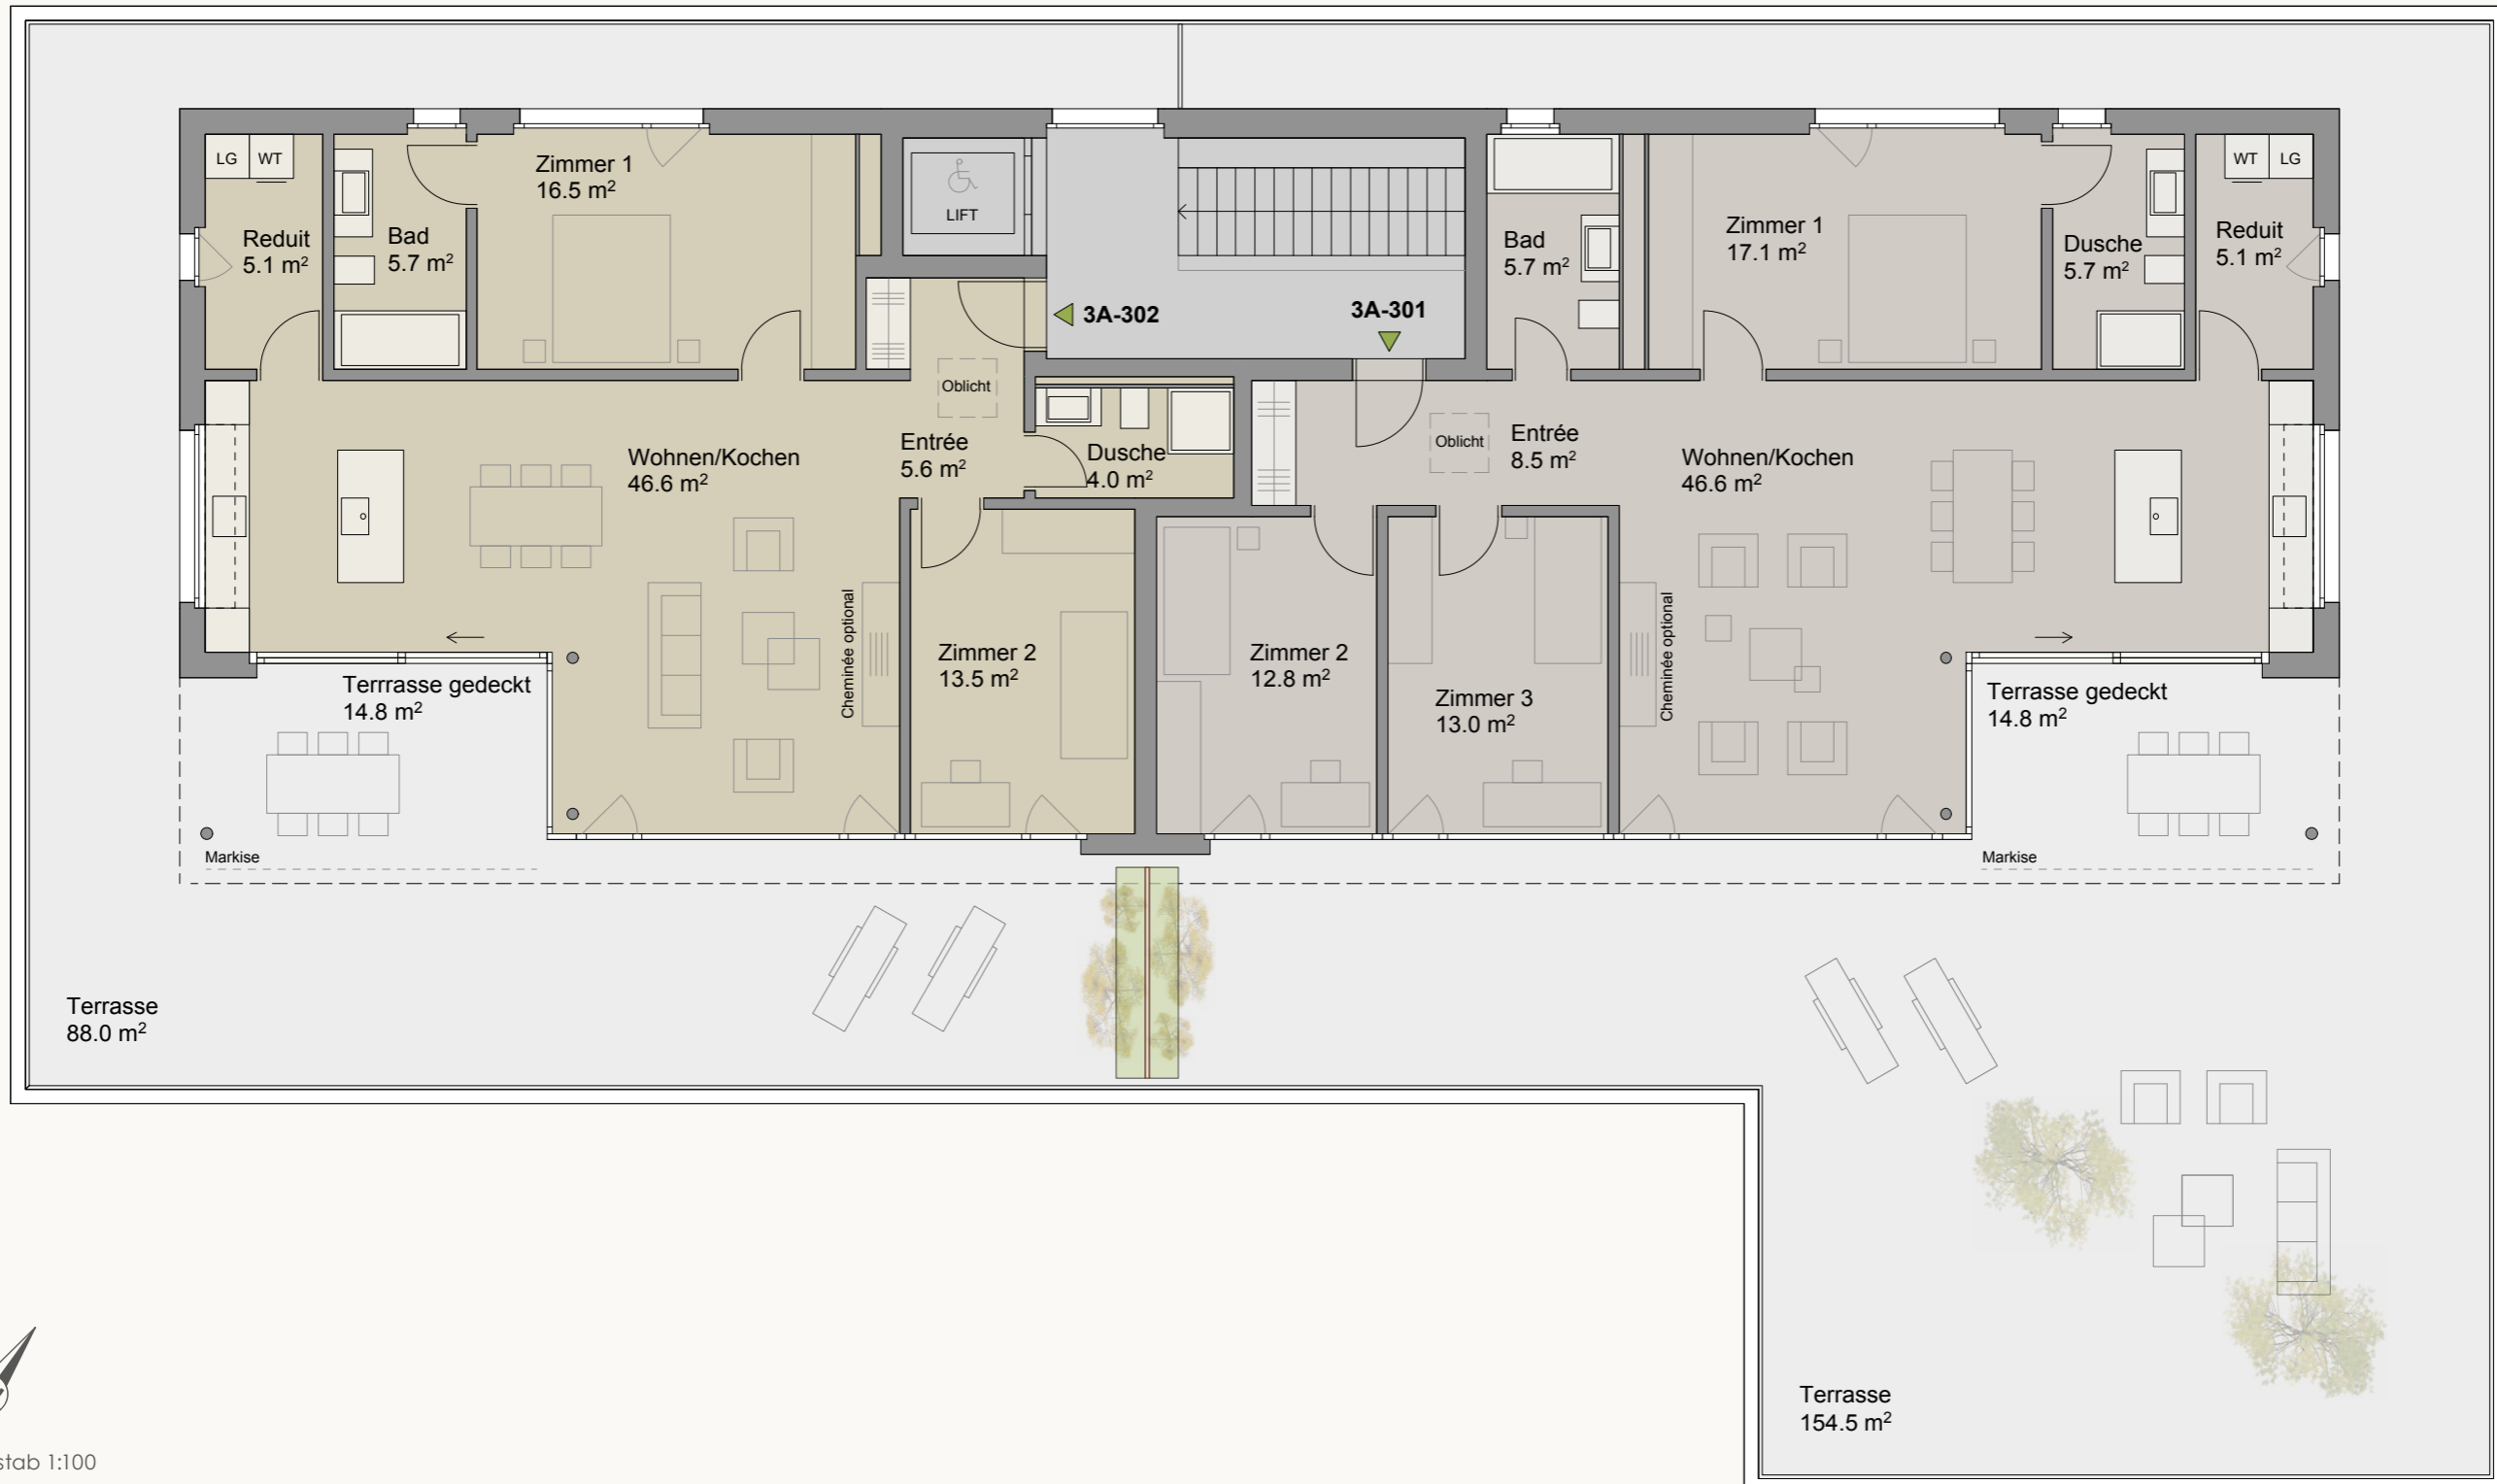 LG WT
Zimmer 1
16.5 m²
Reduit
5.1 m²
Bad
5.7 m²
LIFT
3A-302
3A-301
Bad
5.7 m²
Zimmer 1
17.1 m²
Dusche
5.7 m²
WT LG
Reduit
5.1 m²
Oblicht
Wohnen/Kochen
46.6 m²
Entrée
5.6 m²
Dusche
4.0 m²
Oblicht
Entrée
8.5 m²
Wohnen/Kochen
46.6 m²
Cheminée optional
Zimmer 2
13.5 m²
Zimmer 2
12.8 m²
Zimmer 3
13.0 m²
Cheminée optional
Terrrasse gedeckt
14.8 m²
Terrasse gedeckt
14.8 m²
Markise
Markise
Terrasse
88.0 m²
Terrasse
154.5 m²
stab 1:100